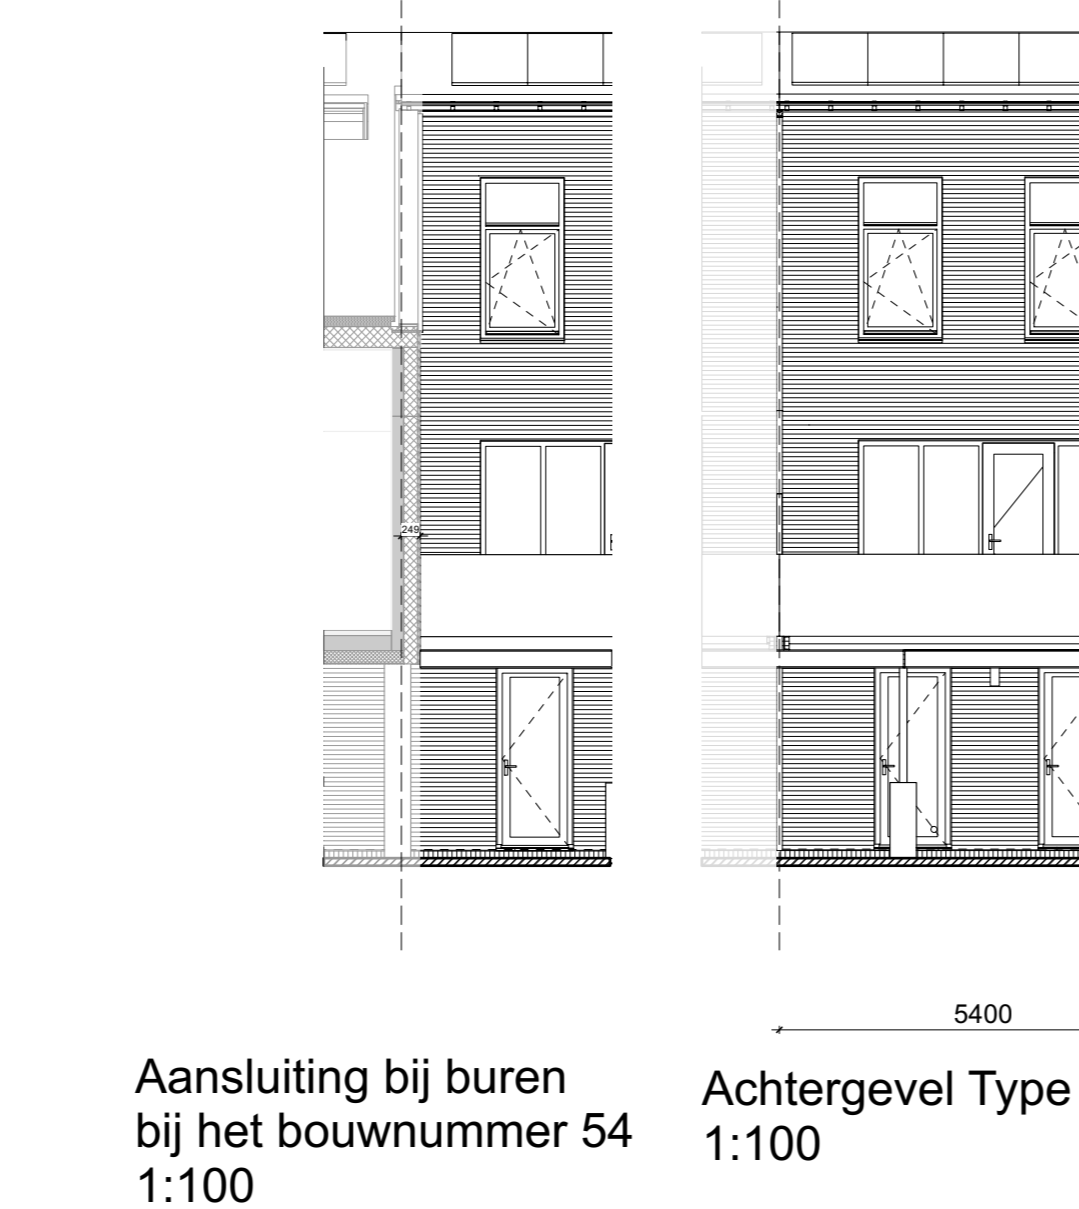 249
5400
Aansluiting bij buren
bij het bouwnummer 54
1:100
Achtergevel Type
1:100